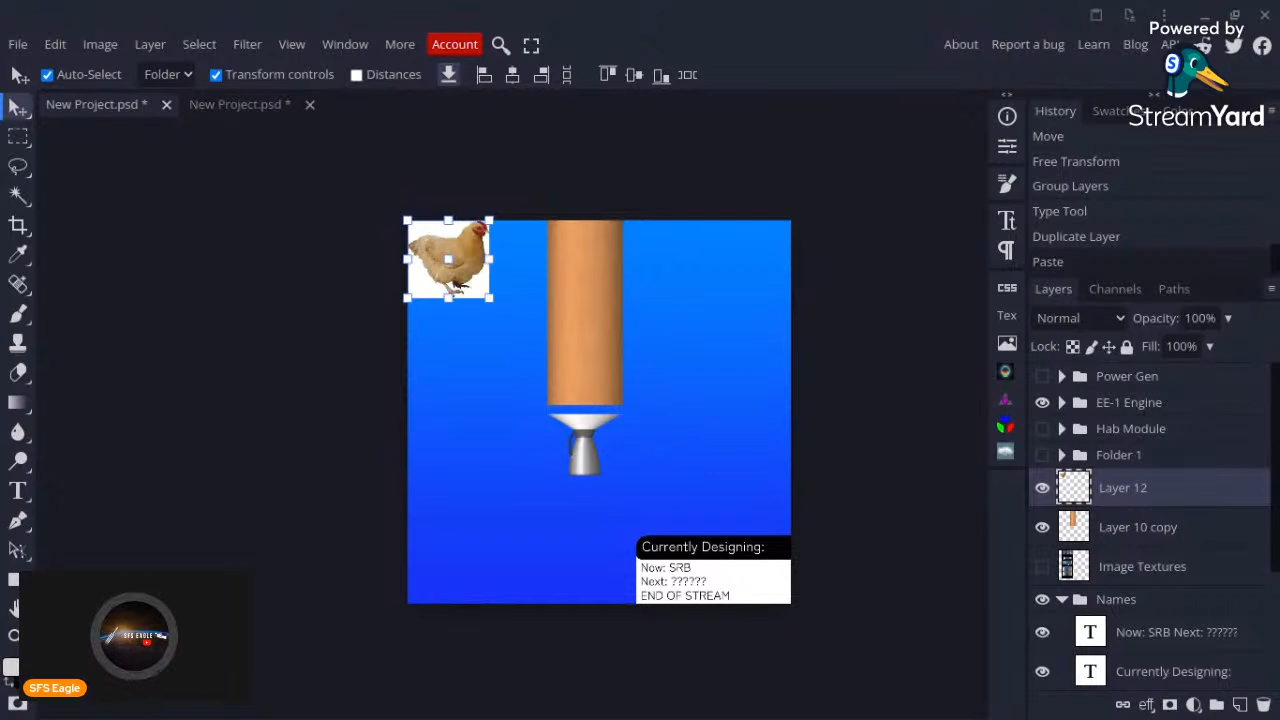 Powered by
StreamYard
File Edit Image Layer Select Filter View Window More Account
About Report a bug Learn Blog
Auto-Select Folder Transform controls Distances
New Project.psd * New Project.psd *
History
Move
Free Transform
Group Layers
Type Tool
Duplicate Layer
Paste
CSS
Tex
Layers Channels Paths
Normal Opacity: 100%
Lock: Fill: 100%
Power Gen
EE-1 Engine
Hab Module
Folder 1
Layer 12
Layer 10 copy
Image Textures
Names
Now: SRB Next: ??????
Currently Designing:
eff
Currently Designing:
Now: SRB
Next: ??????
END OF STREAM
SFS EAGLE
SFS Eagle